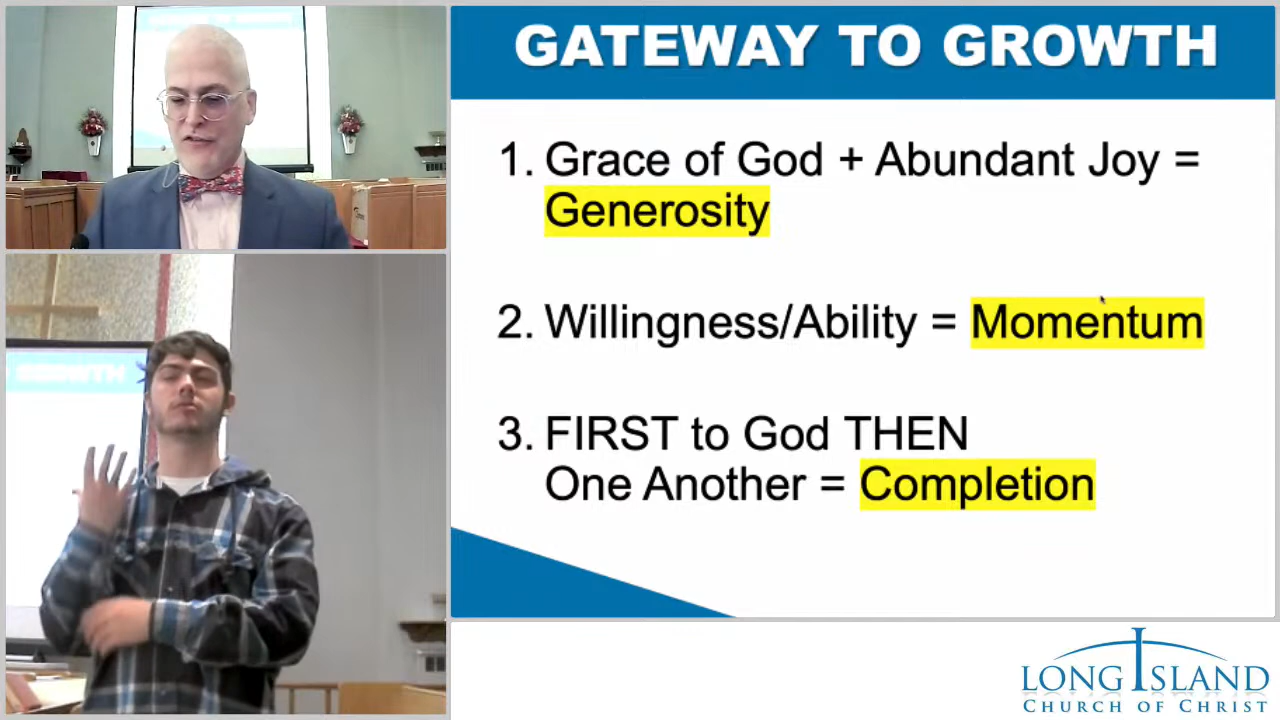 GATEWAY TO GROWTH
1. Grace of God + Abundant Joy =
Generosity
2. Willingness/Ability = Momentum
3. FIRST to God THEN
One Another = Completion
GROWTH
LONG ISLAND
CHURCH OF CHRIST